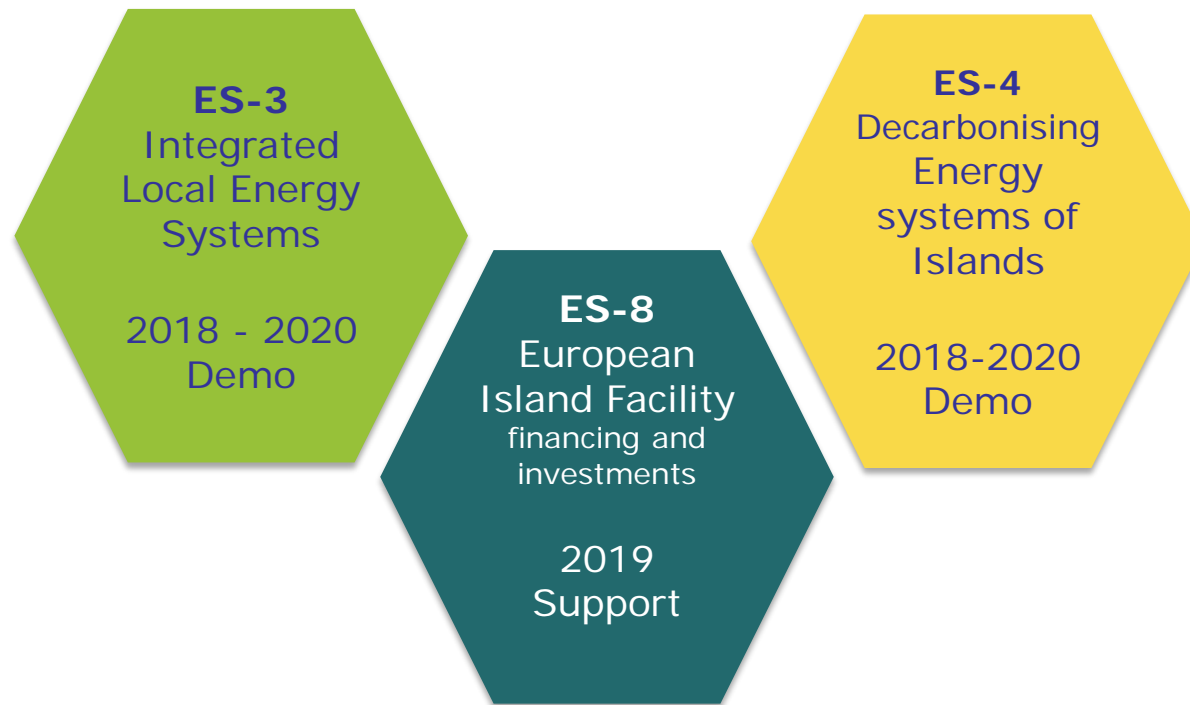 ES-3
Integrated
Local Energy
Systems
2018 - 2020
Demo
ES-8
European
Island Facility
financing and
investments
2019
Support
ES-4
Decarbonising
Energy
systems of
Islands
2018-2020
Demo